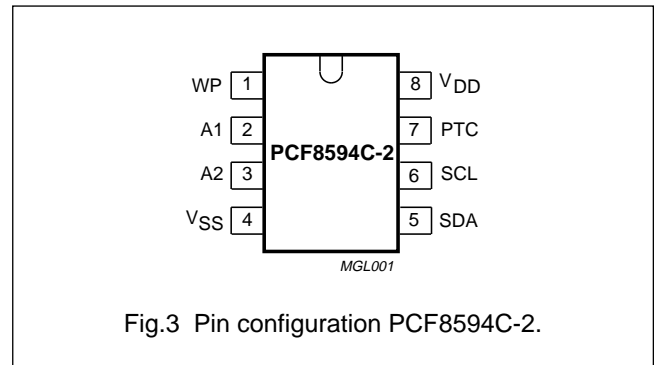 WP 1 8 VDD
A1 2 7 PTC
PCF8594C-2
A2 3 6 SCL
VSS 4 5 SDA
MGL001
Fig.3 Pin configuration PCF8594C-2.